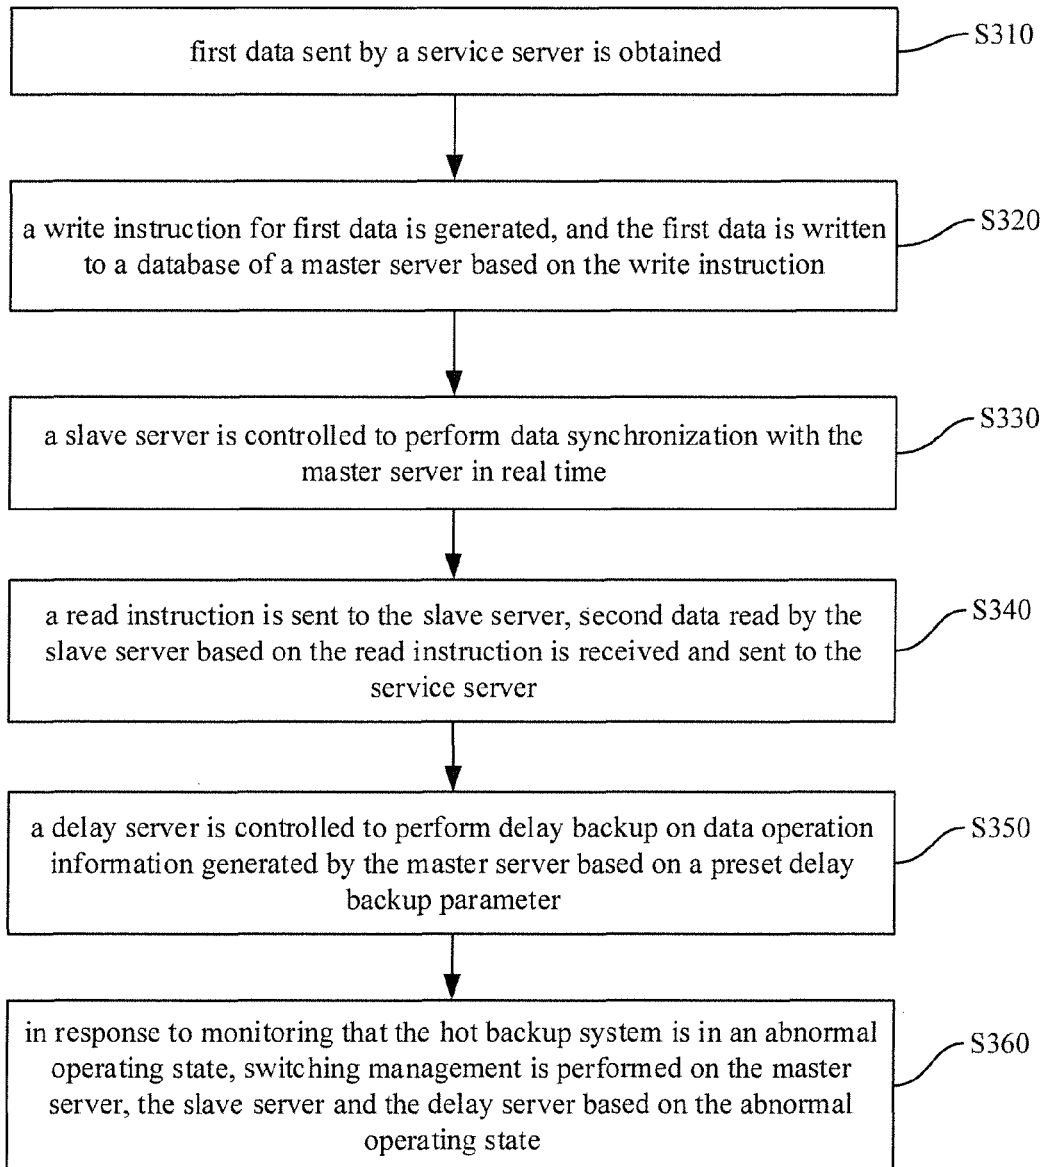 first data sent by a service server is obtained
S310
a write instruction for first data is generated, and the first data is written
to a database of a master server based on the write instruction
S320
a slave server is controlled to perform data synchronization with the
master server in real time
S330
a read instruction is sent to the slave server, second data read by the
slave server based on the read instruction is received and sent to the
service server
S340
a delay server is controlled to perform delay backup on data operation
information generated by the master server based on a preset delay
backup parameter
S350
in response to monitoring that the hot backup system is in an abnormal
operating state, switching management is performed on the master
server, the slave server and the delay server based on the abnormal
operating state
S360